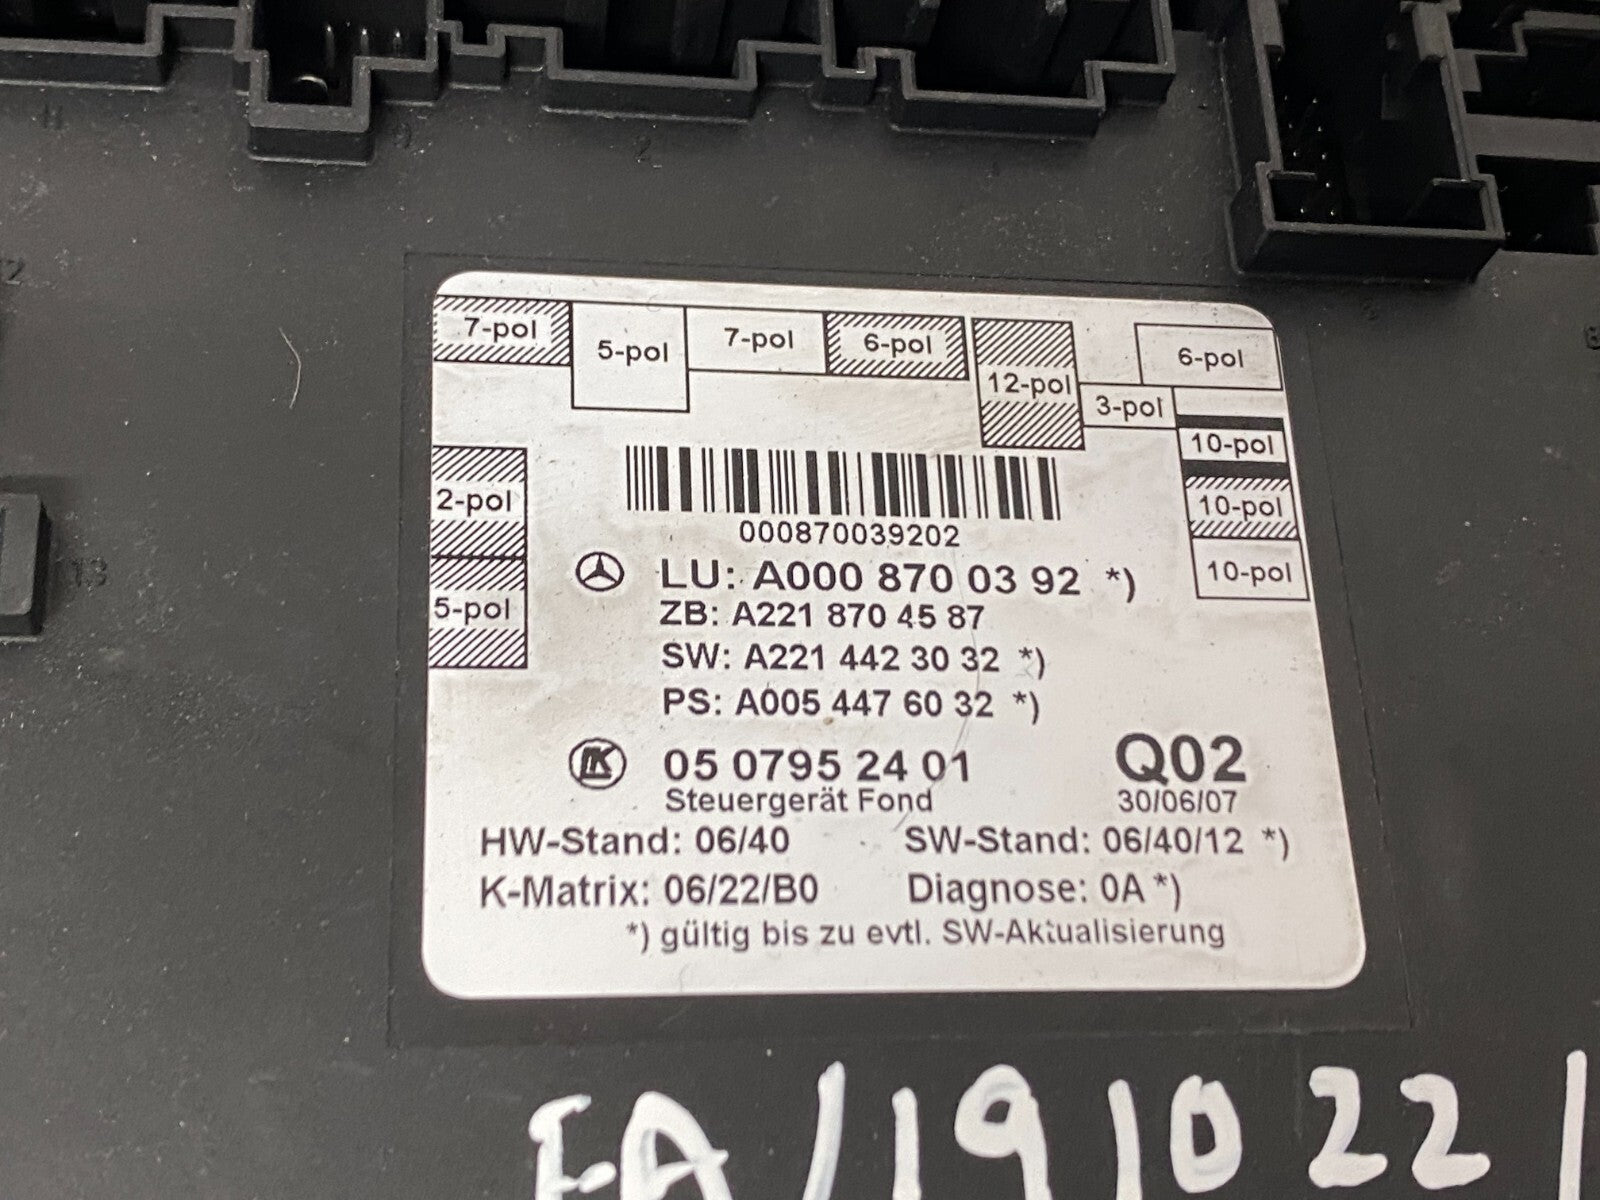 7-pol
5-pol
7-pol
6-pol
12-pol
3-pol
6-pol
10-pol
10-pol
10-pol
2-pol
5-pol
000870039202
LU: A000 870 03 92 *)
ZB: A221 870 45 87
SW: A221 442 30 32 *)
PS: A005 447 60 32 *)
05 0795 24 01
Q02
Steuergerät Fond
30/06/07
HW-Stand: 06/40
SW-Stand: 06/40/12 *)
K-Matrix: 06/22/B0
Diagnose: 0A *)
*) gültig bis zu evtl. SW-Aktualisierung
FA/191022/